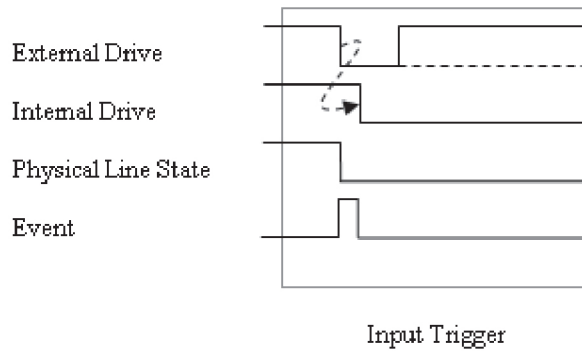 External Drive
Internal Drive
Physical Line State
Event
Input Trigger